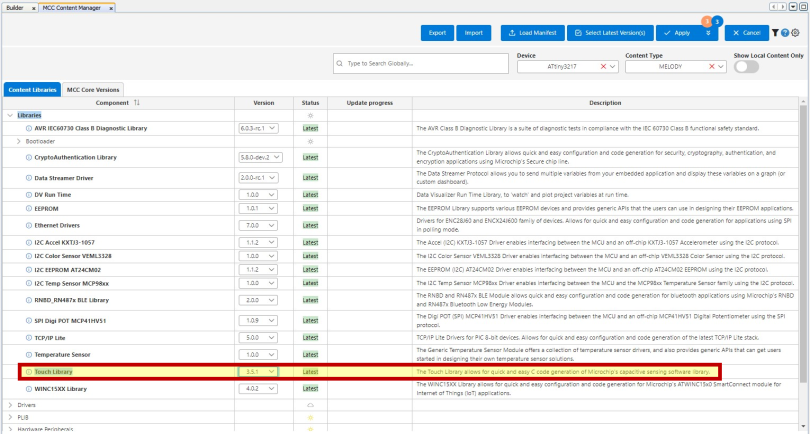 Builder x MCC Content Manager x
3 3
Export Import Load Manifest Select Latest Version(s) Apply Cancel
Type to Search Globally...
Device
ATtiny3217
Content Type
MELODY
Show Local Content Only
Content Libraries MCC Core Versions
Component Version Status Update progress Description
Libraries
AVR IEC60730 Class B Diagnostic Library 6.0.3-rc.1 Latest The AVR Class B Diagnostic Library is a suite of diagnostic tests in compliance with the IEC 60730 Class B functional safety standard.
Bootloader
CryptoAuthentication Library 5.8.0-dev.2 Latest The CryptoAuthentication Library allows quick and easy configuration and code generation for security, cryptography, authentication, and
encryption applications using Microchip's Secure chip line.
Data Streamer Driver 2.0.0-rc.1 Latest The Data Streamer Protocol allows you to send multiple variables from your embedded application and display these variables on a graph (or
custom dashboard).
DV Run Time 1.0.0 Latest Data Visualizer Run Time Library, to 'watch' and plot project variables at run time.
EEPROM 1.0.1 Latest The EEPROM Library supports various EEPROM devices and provides generic APIs that the users can use in designing their EEPROM applications.
Ethernet Drivers 7.0.0 Latest Drivers for ENC28J60 and ENCX24J600 family of devices. Allows for quick and easy configuration and code generation for applications using SPI
in polling mode.
I2C Accel KXTJ3-1057 1.1.2 Latest The Accel (I2C) KXTJ3-1057 Driver enables interfacing between the MCU and an off-chip KXTJ3-1057 Accelerometer using the I2C protocol.
I2C Color Sensor VEML3328 1.0.0 Latest The I2C Color Sensor VEML3328 Driver enables interfacing between the MCU and an off-chip VEML3328 Color Sensor using the I2C protocol.
I2C EEPROM AT24CM02 1.1.2 Latest The EEPROM (I2C) AT24CM02 Driver enables interfacing between the MCU and an off-chip AT24CM02 EEPROM using the I2C protocol.
I2C Temp Sensor MCP98xx 1.0.1 Latest The I2C Temp Sensor MCP98xx Driver enables interfacing between the MCU and the MCP98xx Temperature Sensor family using the I2C protocol.
RNBD_RN487x BLE Library 2.0.0 Latest The RNBD and RN487x BLE Module allows quick and easy configuration and code generation for bluetooth applications using Microchip's RNBD
and RN487x Bluetooth Low Energy Modules.
SPI Digi POT MCP41HV51 1.0.9 Latest The Digi POT (SPI) MCP41HV51 Driver enables interfacing between the MCU and an off-chip MCP41HV51 Digital Potentiometer using the SPI
protocol.
TCP/IP Lite 5.0.0 Latest TCP/IP Lite Drivers for PIC 8-bit devices. Allows for quick and easy configuration and code generation of the latest TCP/IP Lite stack.
Temperature Sensor 1.0.0 Latest The Generic Temperature Sensor Module offers a collection of temperature sensor drivers, and also provides generic APIs that can get users
started in designing their own temperature sensor solutions.
Touch Library 3.5.1 Latest The Touch Library allows for quick and easy C code generation of Microchip's capacitive sensing software library.
WINC15XX Library 4.0.2 Latest The WINC15XX Library allows for quick and easy configuration and code generation for Microchip's ATWINC15x0 SmartConnect module for
Internet of Things (IoT) applications.
Drivers
PLIB
Hardware Peripherals